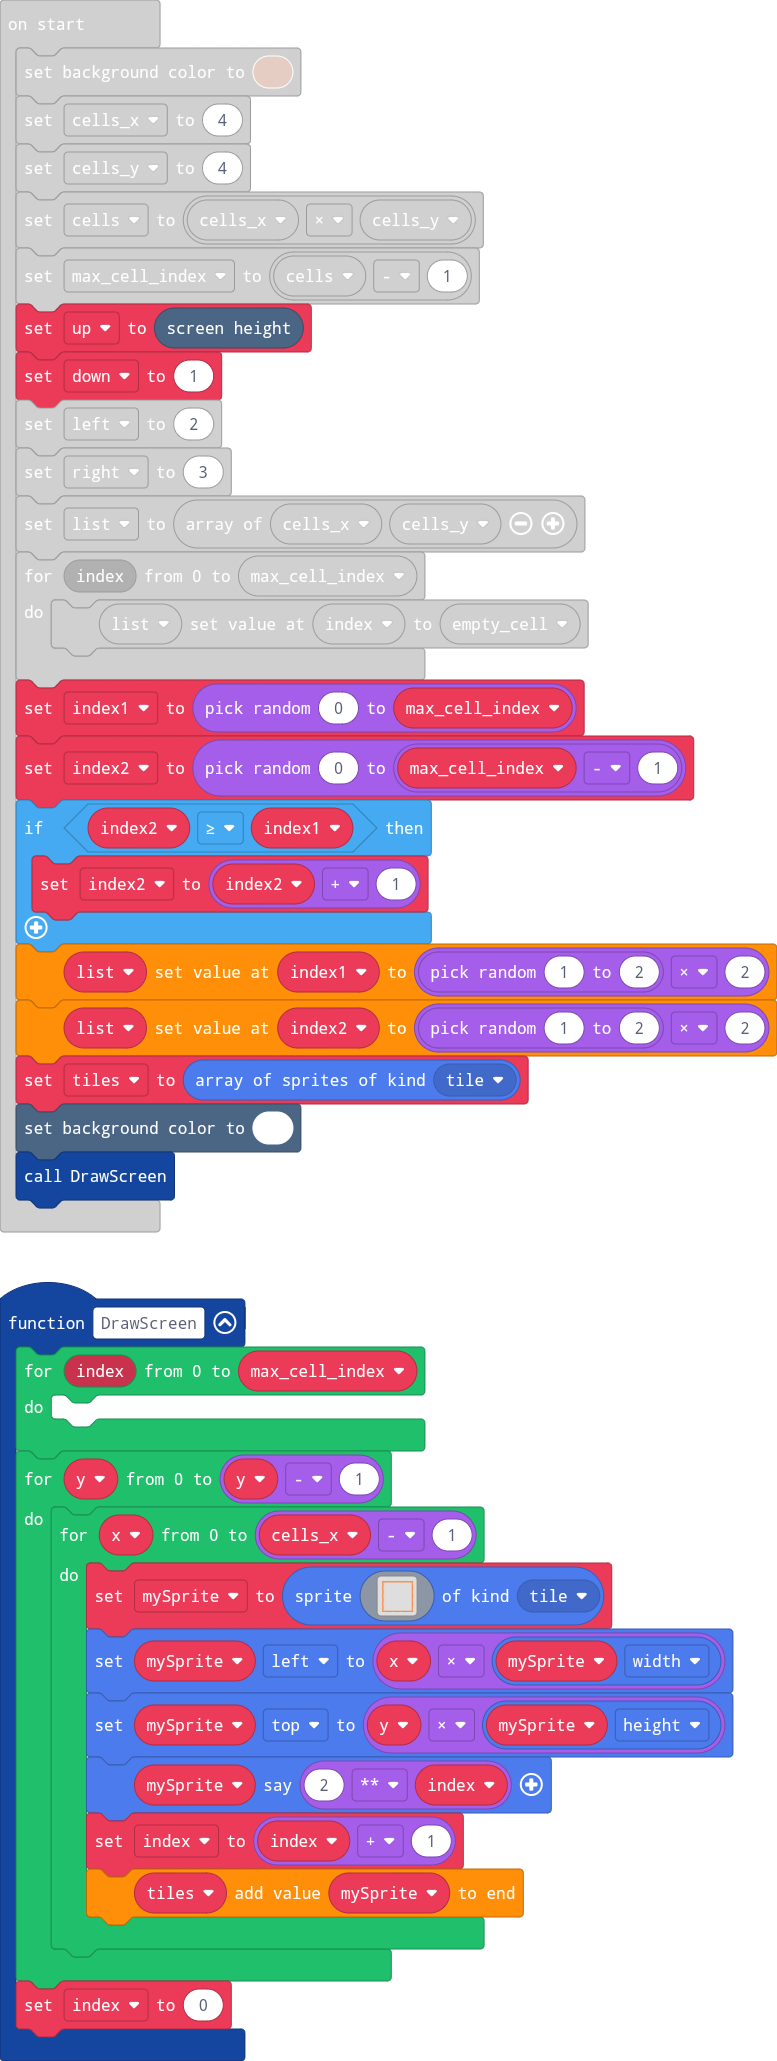 on start
set background color to
set cells_x to 4
set cells_y to 4
set cells to cells_x × cells_y
set max_cell_index to cells - 1
set up to screen height
set down to 1
set left to 2
set right to 3
set list to array of cells_x cells_y
for index from 0 to max_cell_index
do
list set value at index to empty_cell
set index1 to pick random 0 to max_cell_index
set index2 to pick random 0 to max_cell_index - 1
if index2 ≥ index1 then
set index2 to index2 + 1
list set value at index1 to pick random 1 to 2 × 2
list set value at index2 to pick random 1 to 2 × 2
set tiles to array of sprites of kind tile
set background color to
call DrawScreen
function DrawScreen
for index from 0 to max_cell_index
do
for y from 0 to y - 1
do
for x from 0 to cells_x - 1
do
set mySprite to sprite of kind tile
set mySprite left to x × mySprite width
set mySprite top to y × mySprite height
mySprite say 2 ** index
set index to index + 1
tiles add value mySprite to end
set index to 0